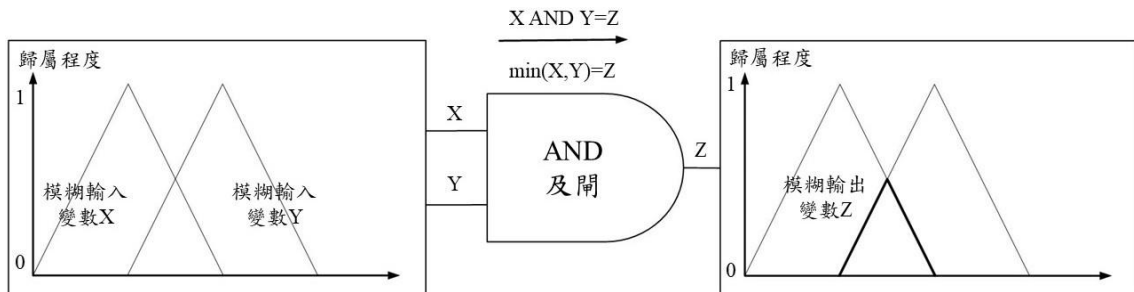 X AND Y=Z
min(X,Y)=Z
歸屬程度
1
0
模糊輸入
變數X
模糊輸入
變數Y
X
Y
AND
及閘
Z
歸屬程度
1
0
模糊輸出
變數Z